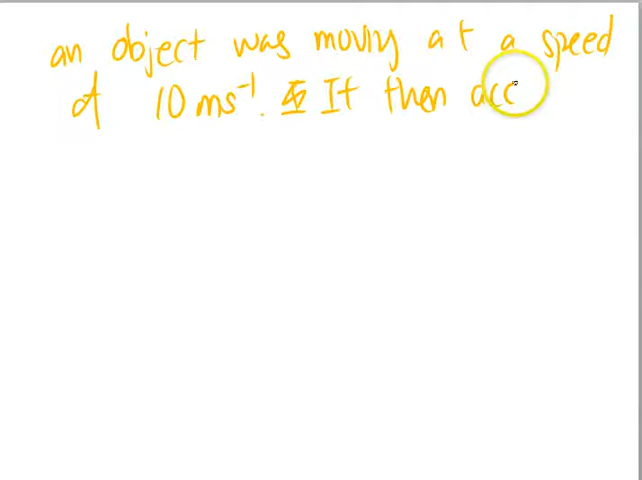 an object was moving at a speed
of 10 ms⁻¹. It then acc